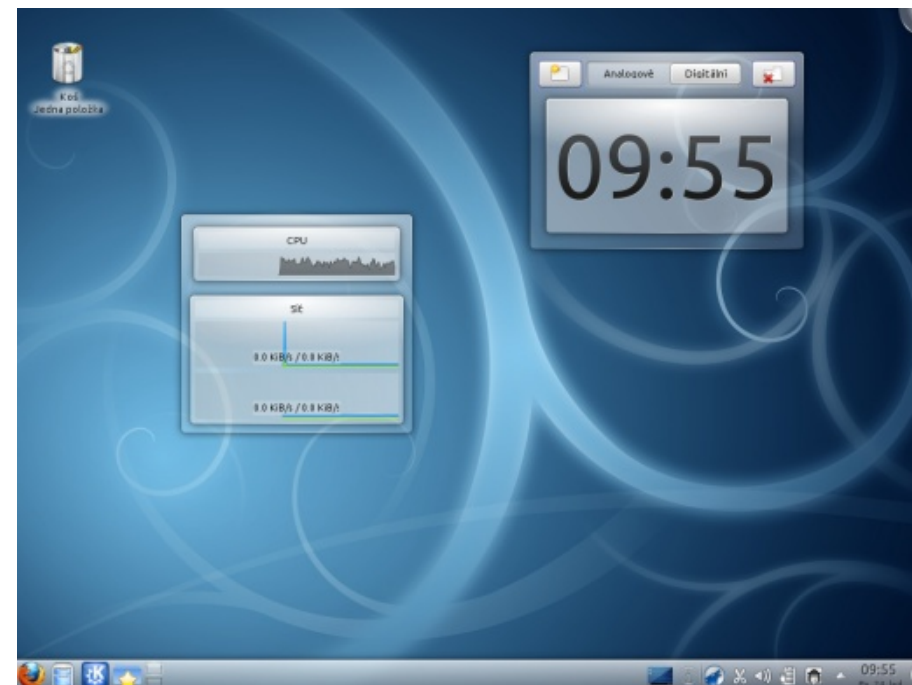 Koš
Jedna položka
Analogově Digitální
09:55
CPU
Síť
0.0 KiB/s / 0.0 KiB/s
0.0 KiB/s / 0.0 KiB/s
09:55